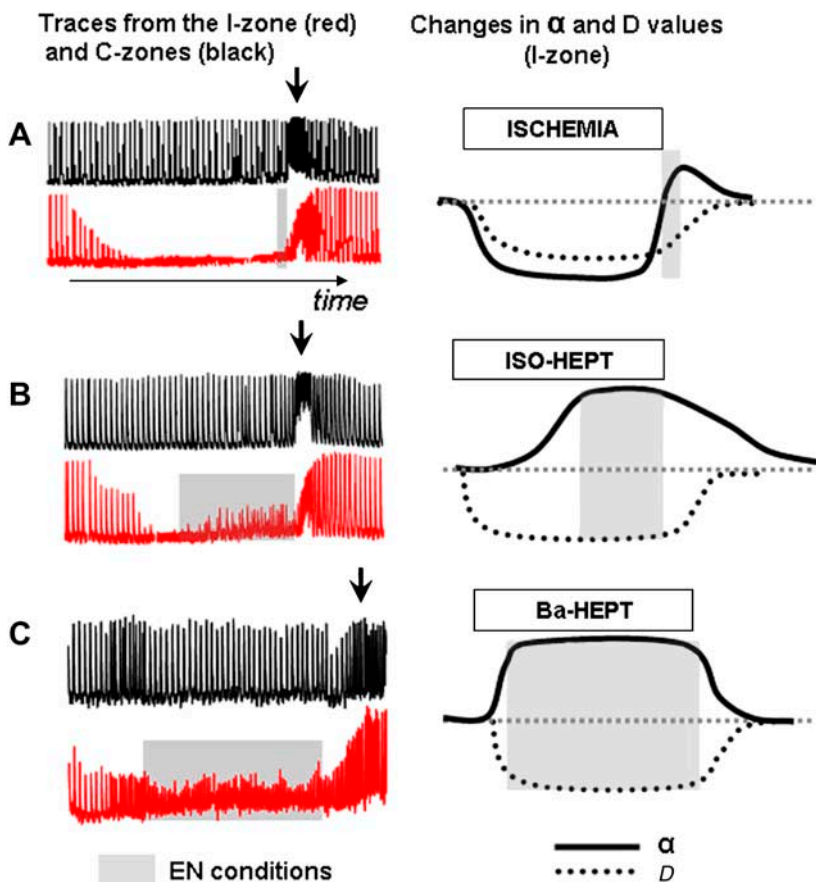 Traces from the I-zone (red)
and C-zones (black)
Changes in α and D values
(I-zone)
A
ISCHEMIA
time
B
ISO-HEPT
C
Ba-HEPT
EN conditions
α
D